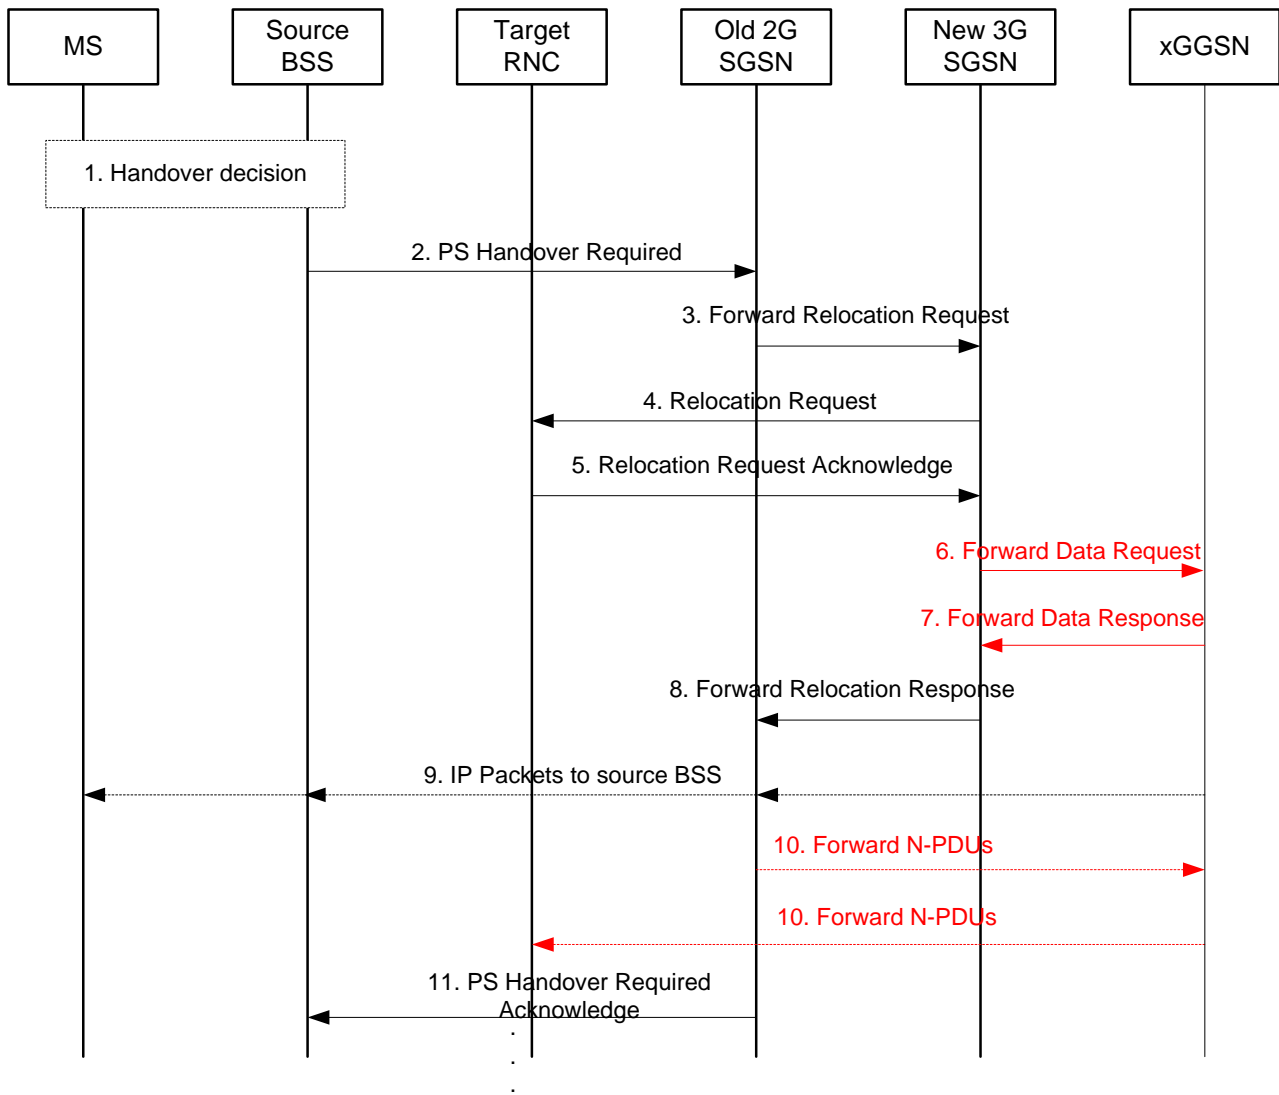 MS
Source
BSS
Target
RNC
Old 2G
SGSN
New 3G
SGSN
xGGSN
1. Handover decision
2. PS Handover Required
3. Forward Relocation Request
4. Relocation Request
5. Relocation Request Acknowledge
6. Forward Data Request
7. Forward Data Response
8. Forward Relocation Response
9. IP Packets to source BSS
10. Forward N-PDUs
10. Forward N-PDUs
11. PS Handover Required
Acknowledge
.
.
.